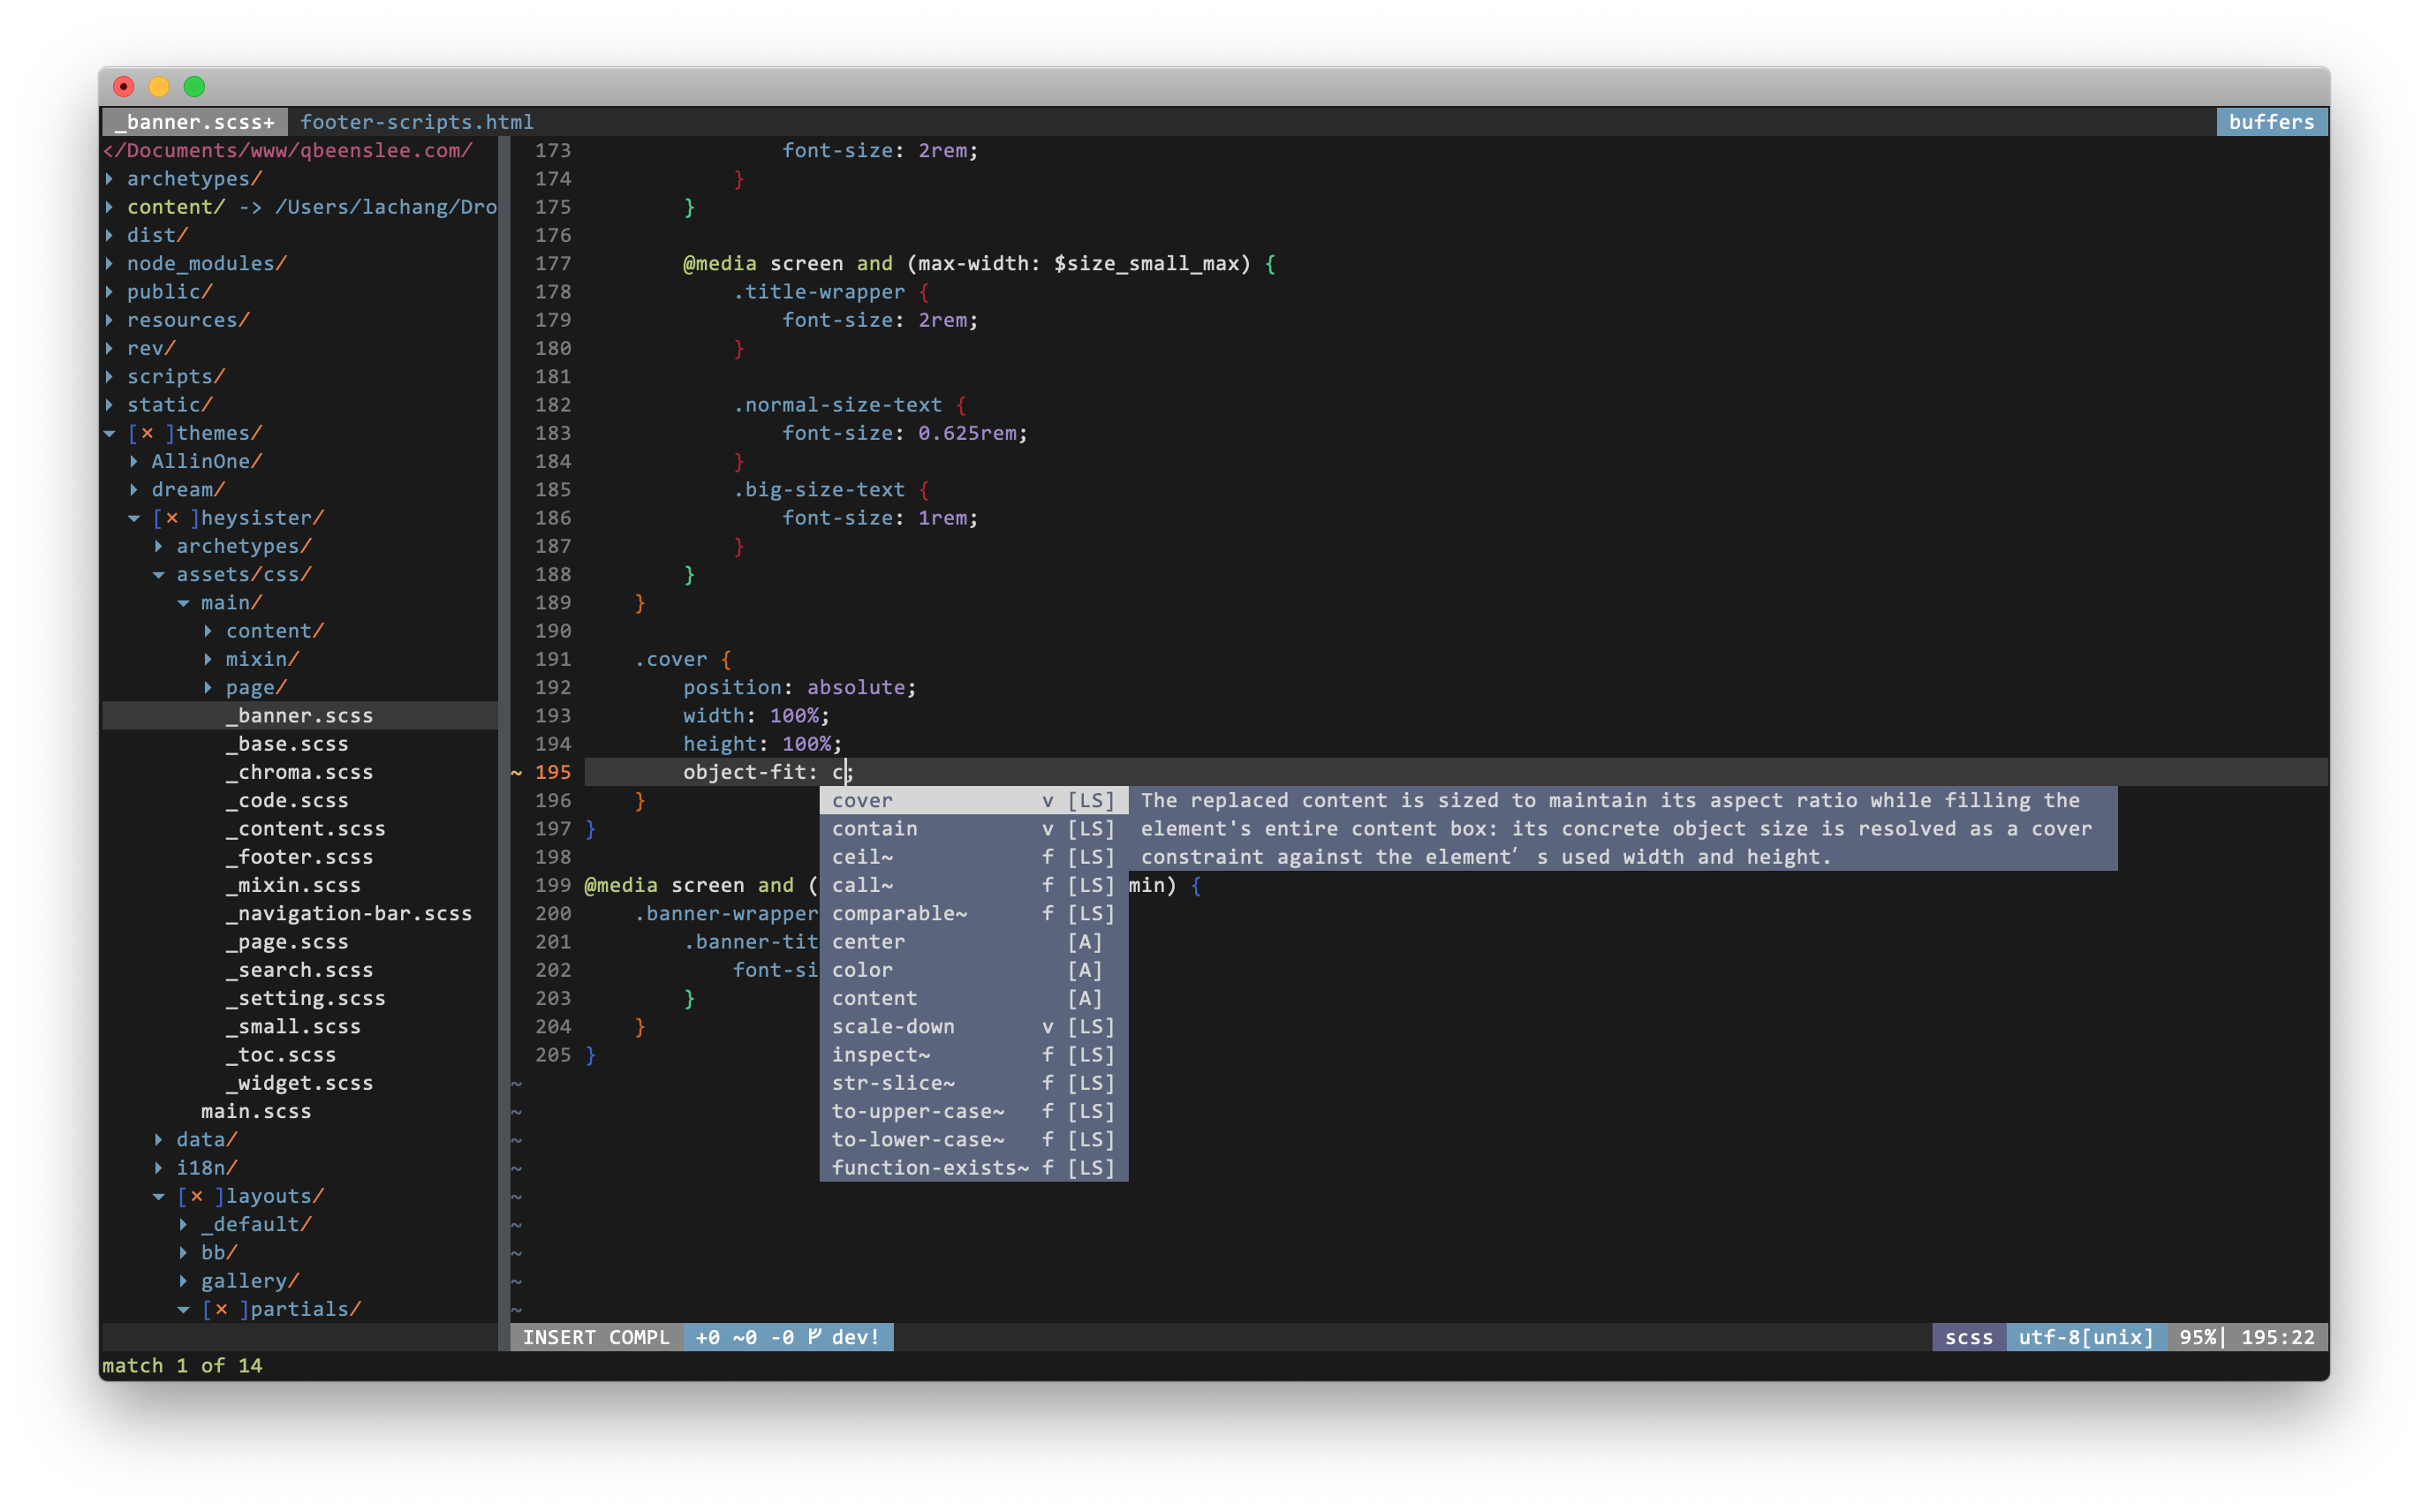 _banner.scss+ footer-scripts.html buffers
</Documents/www/qbeenslee.com/
archetypes/
content/ -> /Users/lachang/Dro
dist/
node_modules/
public/
resources/
rev/
scripts/
static/
[× ]themes/
AllinOne/
dream/
[× ]heysister/
archetypes/
assets/css/
main/
content/
mixin/
page/
_banner.scss
_base.scss
_chroma.scss
_code.scss
_content.scss
_footer.scss
_mixin.scss
_navigation-bar.scss
_page.scss
_search.scss
_setting.scss
_small.scss
_toc.scss
_widget.scss
main.scss
data/
i18n/
[× ]layouts/
_default/
bb/
gallery/
[× ]partials/
173 font-size: 2rem;
174 }
175 }
176
177 @media screen and (max-width: $size_small_max) {
178 .title-wrapper {
179 font-size: 2rem;
180 }
181
182 .normal-size-text {
183 font-size: 0.625rem;
184 }
185 .big-size-text {
186 font-size: 1rem;
187 }
188 }
189 }
190
191 .cover {
192 position: absolute;
193 width: 100%;
194 height: 100%;
~ 195 object-fit: c;
196 }
197 }
198
199 @media screen and ( min) {
200 .banner-wrapper
201 .banner-tit
202 font-si
203 }
204 }
205 }
~
~
~
~
~
~
~
~
~
cover v [LS]
contain v [LS]
ceil~ f [LS]
call~ f [LS]
comparable~ f [LS]
center [A]
color [A]
content [A]
scale-down v [LS]
inspect~ f [LS]
str-slice~ f [LS]
to-upper-case~ f [LS]
to-lower-case~ f [LS]
function-exists~ f [LS]
The replaced content is sized to maintain its aspect ratio while filling the
element's entire content box: its concrete object size is resolved as a cover
constraint against the element’s used width and height.
INSERT COMPL +0 ~0 -0 dev! scss utf-8[unix] 95%| 195:22
match 1 of 14